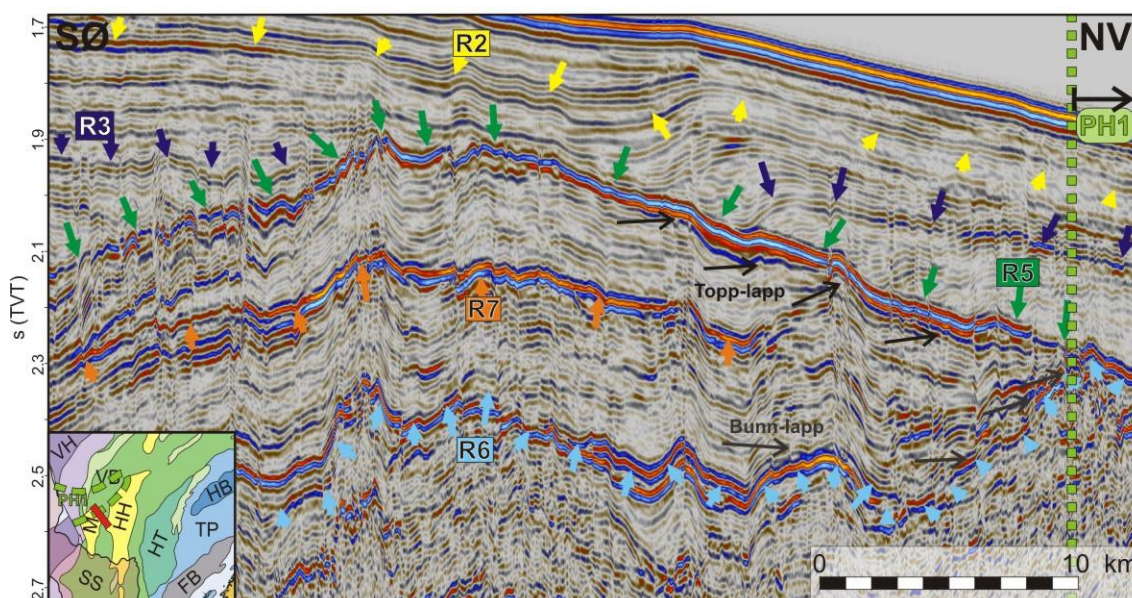 1.7
SØ
R2
NV
PH1
R3
1.9
2.1
Topp-lapp
R5
R7
s (TVT)
2.3
Bunn-lapp
R6
2.5
2.7
VH
VB
HB
PH1
M
HH
HT
TP
SS
FB
0
10
km